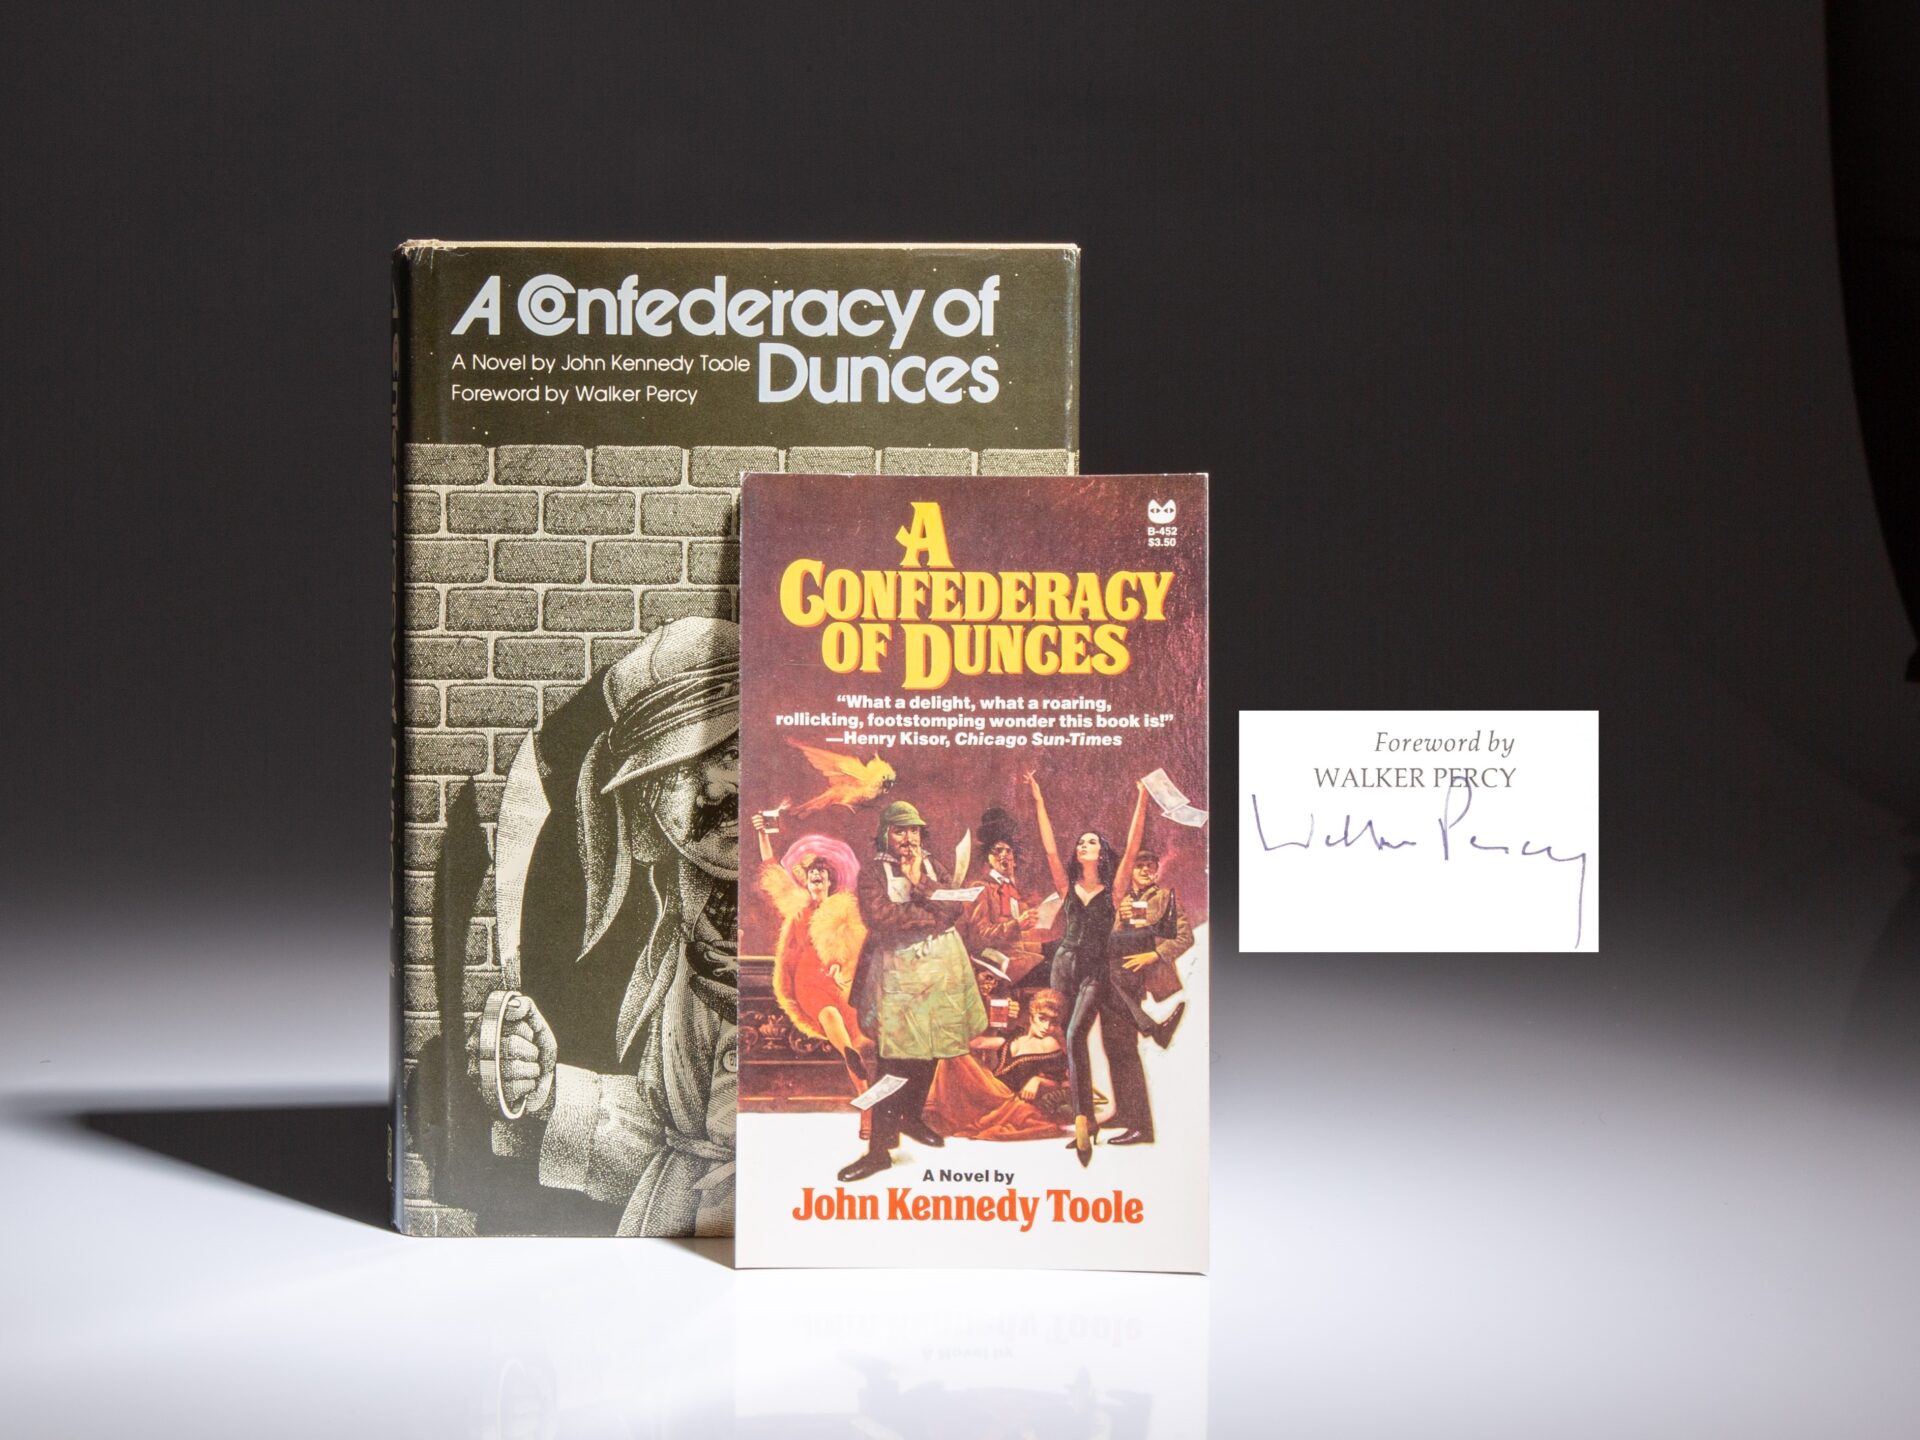 A Confederacy of
Dunces
A Novel by John Kennedy Toole
Foreword by Walker Percy
B-452
$3.50
A
CONFEDERACY
OF DUNCES
“What a delight, what a roaring,
rollicking, footstomping wonder this book is!”
—Henry Kisor, Chicago Sun-Times
A Novel by
John Kennedy Toole
Foreword by
WALKER PERCY
Walker Percy